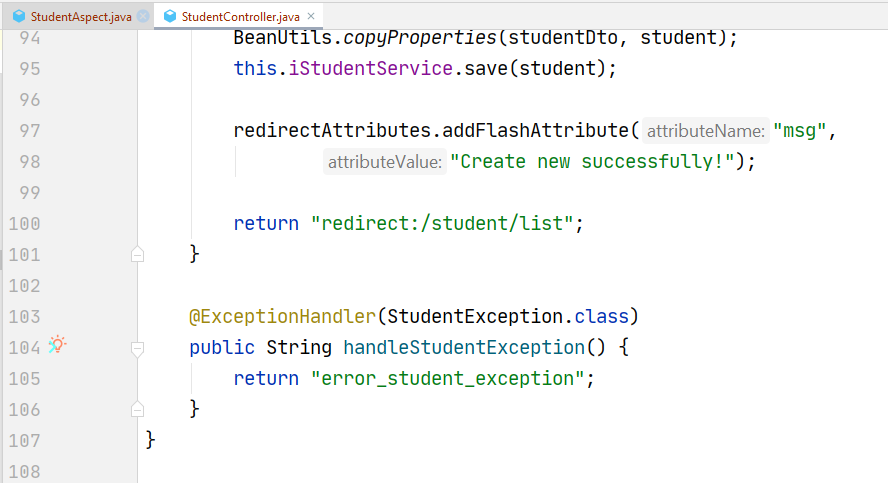 StudentAspect.java StudentController.java
94 BeanUtils.copyProperties(studentDto, student);
95 this.iStudentService.save(student);
96
97 redirectAttributes.addFlashAttribute( attributeName: "msg",
98 attributeValue: "Create new successfully!");
99
100 return "redirect:/student/list";
101 }
102
103 @ExceptionHandler(StudentException.class)
104 public String handleStudentException() {
105 return "error_student_exception";
106 }
107 }
108